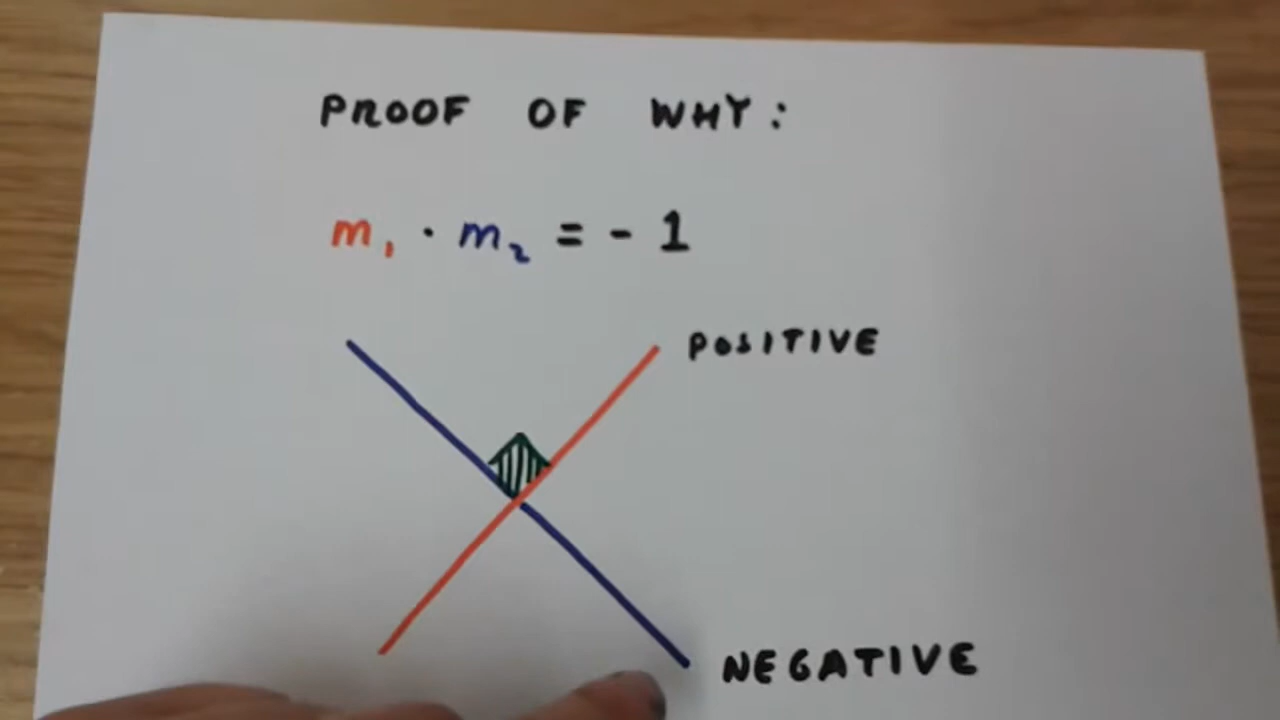 PROOF OF WHY:
m₁ · m₂ = - 1
POSITIVE
NEGATIVE